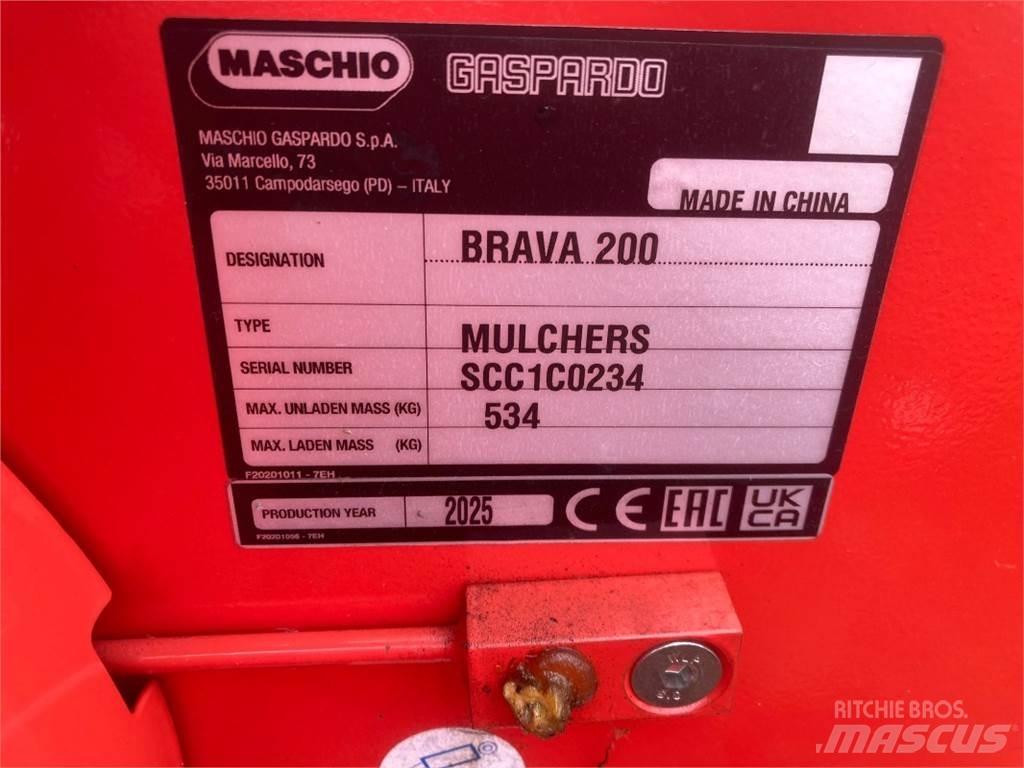 MASCHIO GASPARDO
MASCHIO GASPARDO S.p.A.
Via Marcello, 73
35011 Campodarsego (PD) – ITALY
MADE IN CHINA
DESIGNATION BRAVA 200
TYPE MULCHERS
SERIAL NUMBER SCC1C0234
MAX. UNLADEN MASS (KG) 534
MAX. LADEN MASS (KG)
F20201011 - 7EH
PRODUCTION YEAR 2025 CE EAC UK CA
F20201056 - 7EH
RITCHIE BROS.
MASCUS